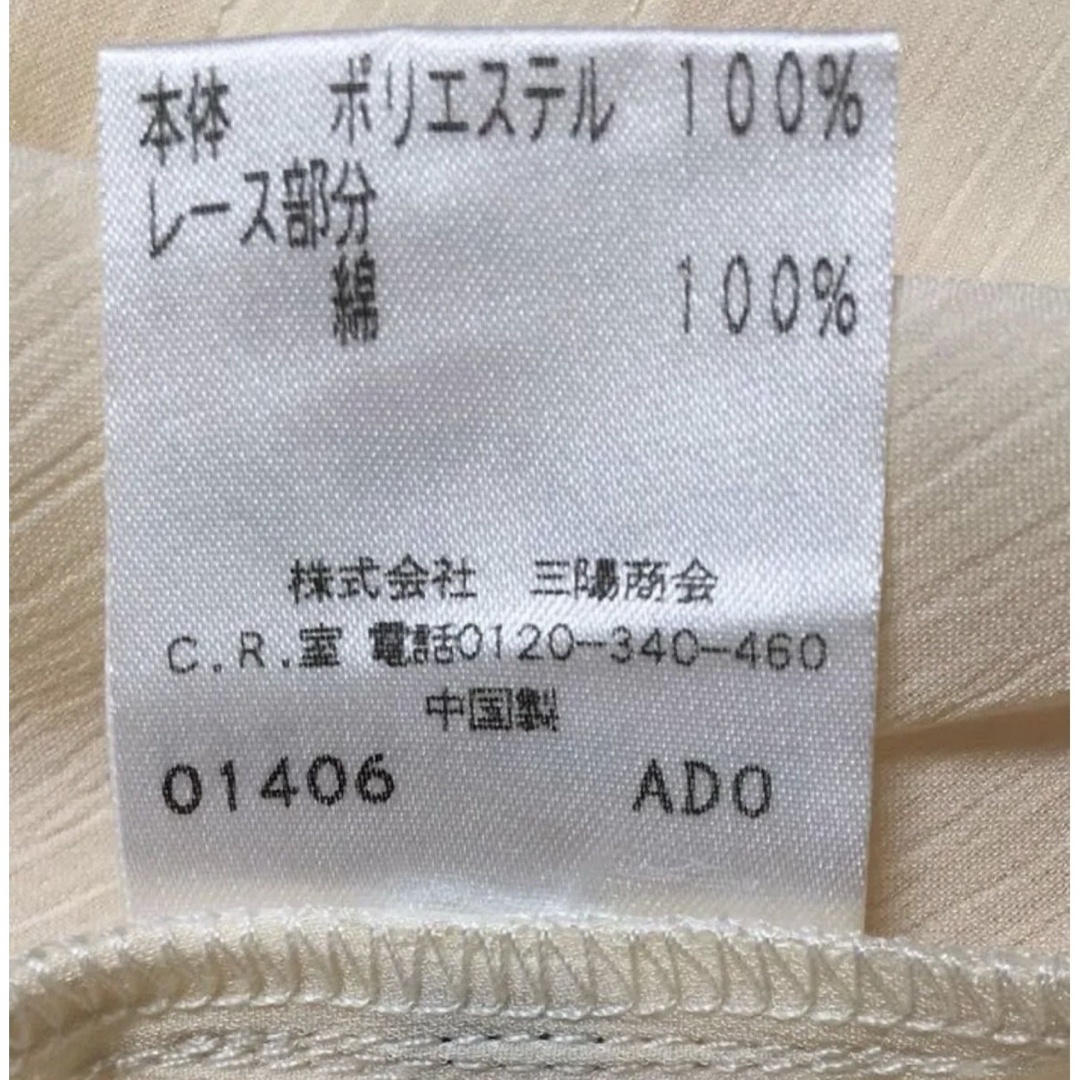 本体　ポリエステル　100%
レース部分
綿　100%
株式会社　三陽商会
C.R.室 電話0120-340-460
中国製
01406　ADO